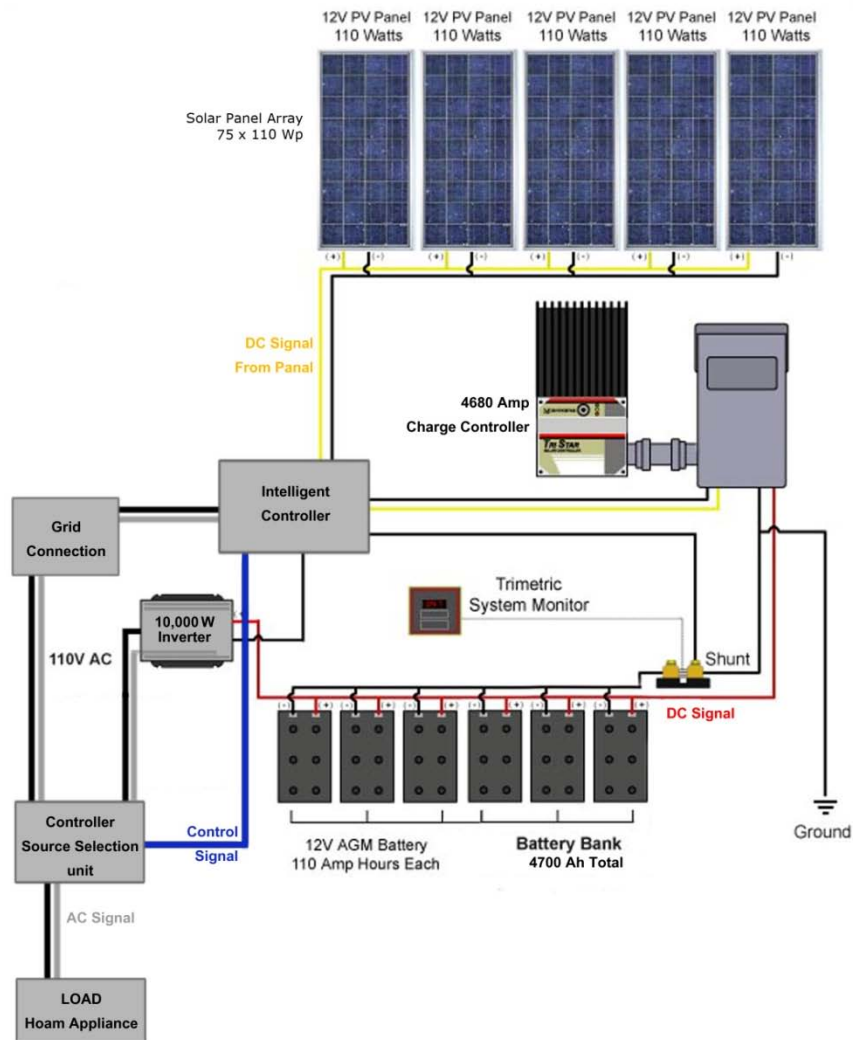 12V PV Panel
110 Watts
12V PV Panel
110 Watts
12V PV Panel
110 Watts
12V PV Panel
110 Watts
12V PV Panel
110 Watts
Solar Panel Array
75 x 110 Wp
(+) (-) (+) (-) (+) (-) (+) (-) (+) (-)
DC Signal
From Panal
4680 Amp
Charge Controller
TRI STAR
Intelligent
Controller
Grid
Connection
Trimetric
System Monitor
10,000 W
Inverter
110V AC
Shunt
(-) (+) (-) (+) (-) (+) (-) (+) (-) (+) (-) (+)
DC Signal
Controller
Source Selection
unit
Control
Signal
12V AGM Battery
110 Amp Hours Each
Battery Bank
4700 Ah Total
Ground
AC Signal
LOAD
Hoam Appliance